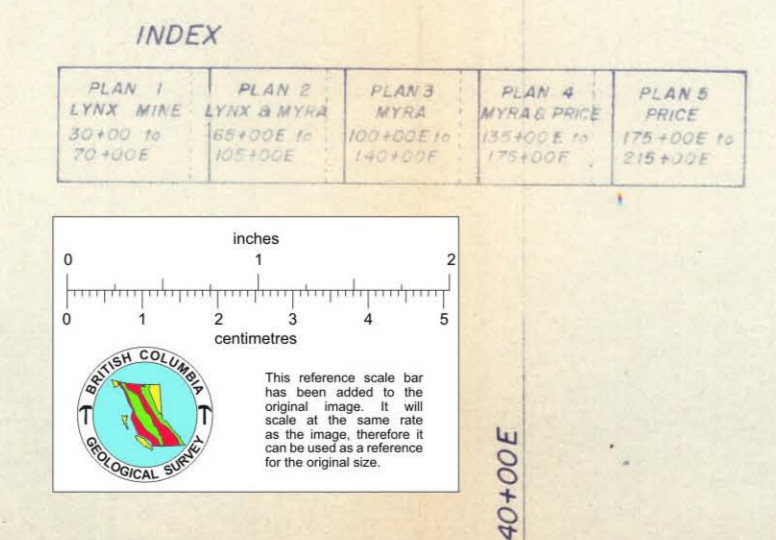 INDEX
PLAN 1
LYNX MINE
30+00 to
70+00E
PLAN 2
LYNX & MYRA
65+00E to
105+00E
PLAN 3
MYRA
100+00E to
140+00E
PLAN 4
MYRA & PRICE
135+00E to
175+00E
PLAN 5
PRICE
175+00E to
215+00E
inches
0 1 2
0 1 2 3 4 5
centimetres
BRITISH COLUMBIA
GEOLOGICAL SURVEY
This reference scale bar
has been added to the
original image. It will
scale at the same rate
as the image, therefore it
can be used as a reference
for the original size.
40+00E